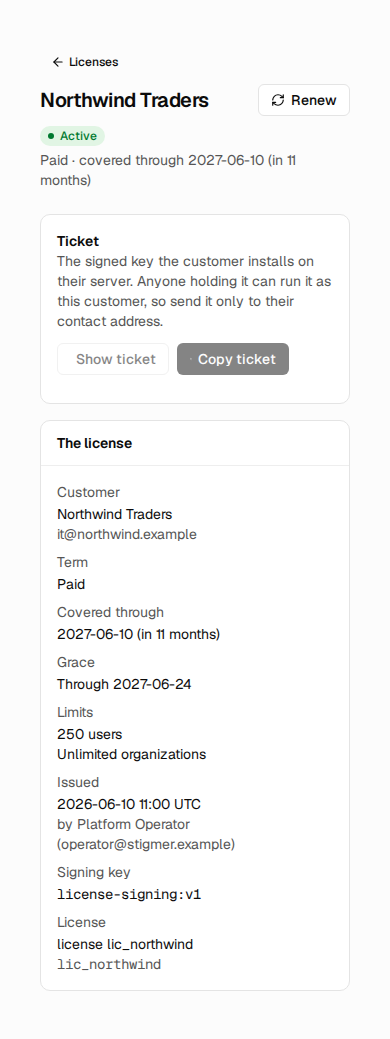 Licenses
Northwind Traders
Renew
Active
Paid · covered through 2027-06-10 (in 11
months)
Ticket
The signed key the customer installs on
their server. Anyone holding it can run it as
this customer, so send it only to their
contact address.
Show ticket
Copy ticket
The license
Customer
Northwind Traders
it@northwind.example
Term
Paid
Covered through
2027-06-10 (in 11 months)
Grace
Through 2027-06-24
Limits
250 users
Unlimited organizations
Issued
2026-06-10 11:00 UTC
by Platform Operator
(operator@stigmer.example)
Signing key
license-signing:v1
License
license lic_northwind
lic_northwind